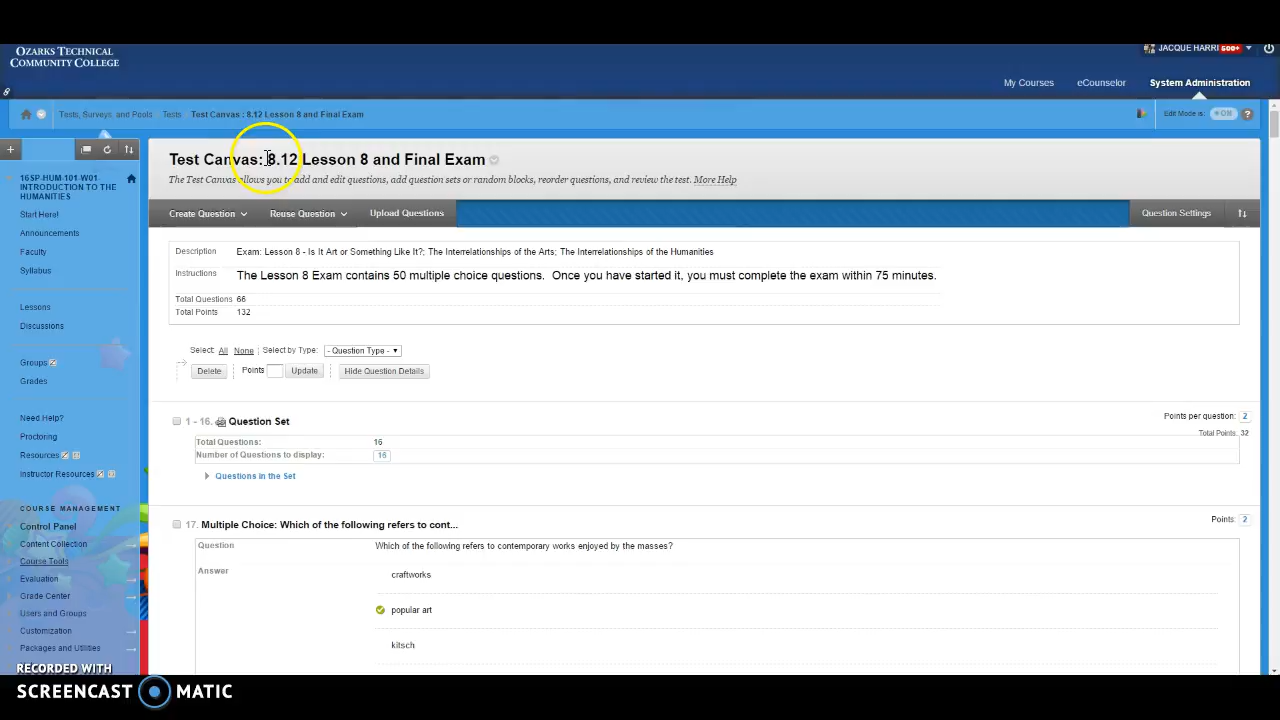 OZARKS TECHNICAL
COMMUNITY COLLEGE
JACQUE HARRI 500+
My Courses eCounselor System Administration
Tests, Surveys, and Pools Tests Test Canvas : 8.12 Lesson 8 and Final Exam Edit Mode is: ON ?
Test Canvas: 8.12 Lesson 8 and Final Exam
The Test Canvas allows you to add and edit questions, add question sets or random blocks, reorder questions, and review the test. More Help
Create Question Reuse Question Upload Questions Question Settings
Description Exam: Lesson 8 - Is It Art or Something Like It?; The Interrelationships of the Arts; The Interrelationships of the Humanities
Instructions The Lesson 8 Exam contains 50 multiple choice questions. Once you have started it, you must complete the exam within 75 minutes.
Total Questions 66
Total Points 132
Select: All None Select by Type: - Question Type -
Delete Points Update Hide Question Details
1 - 16. Question Set Points per question: 2
Total Points: 32
Total Questions: 16
Number of Questions to display: 16
Questions in the Set
17. Multiple Choice: Which of the following refers to cont... Points: 2
Question Which of the following refers to contemporary works enjoyed by the masses?
Answer
craftworks
popular art
kitsch
16SP-HUM-101-W01
INTRODUCTION TO THE
HUMANITIES
Start Here!
Announcements
Faculty
Syllabus
Lessons
Discussions
Groups
Grades
Need Help?
Proctoring
Resources
Instructor Resources
COURSE MANAGEMENT
Control Panel
Content Collection
Course Tools
Evaluation
Grade Center
Users and Groups
Customization
Packages and Utilities
RECORDED WITH
SCREENCAST MATIC